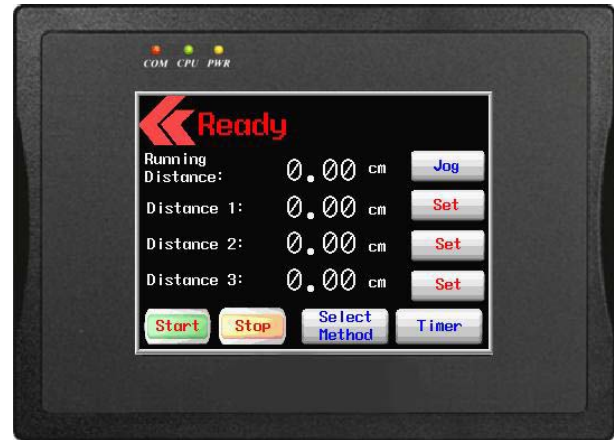 COM CPU PWR
Ready
Running
Distance: 0.00 cm Jog
Distance 1: 0.00 cm Set
Distance 2: 0.00 cm Set
Distance 3: 0.00 cm Set
Start Stop Select Method Timer